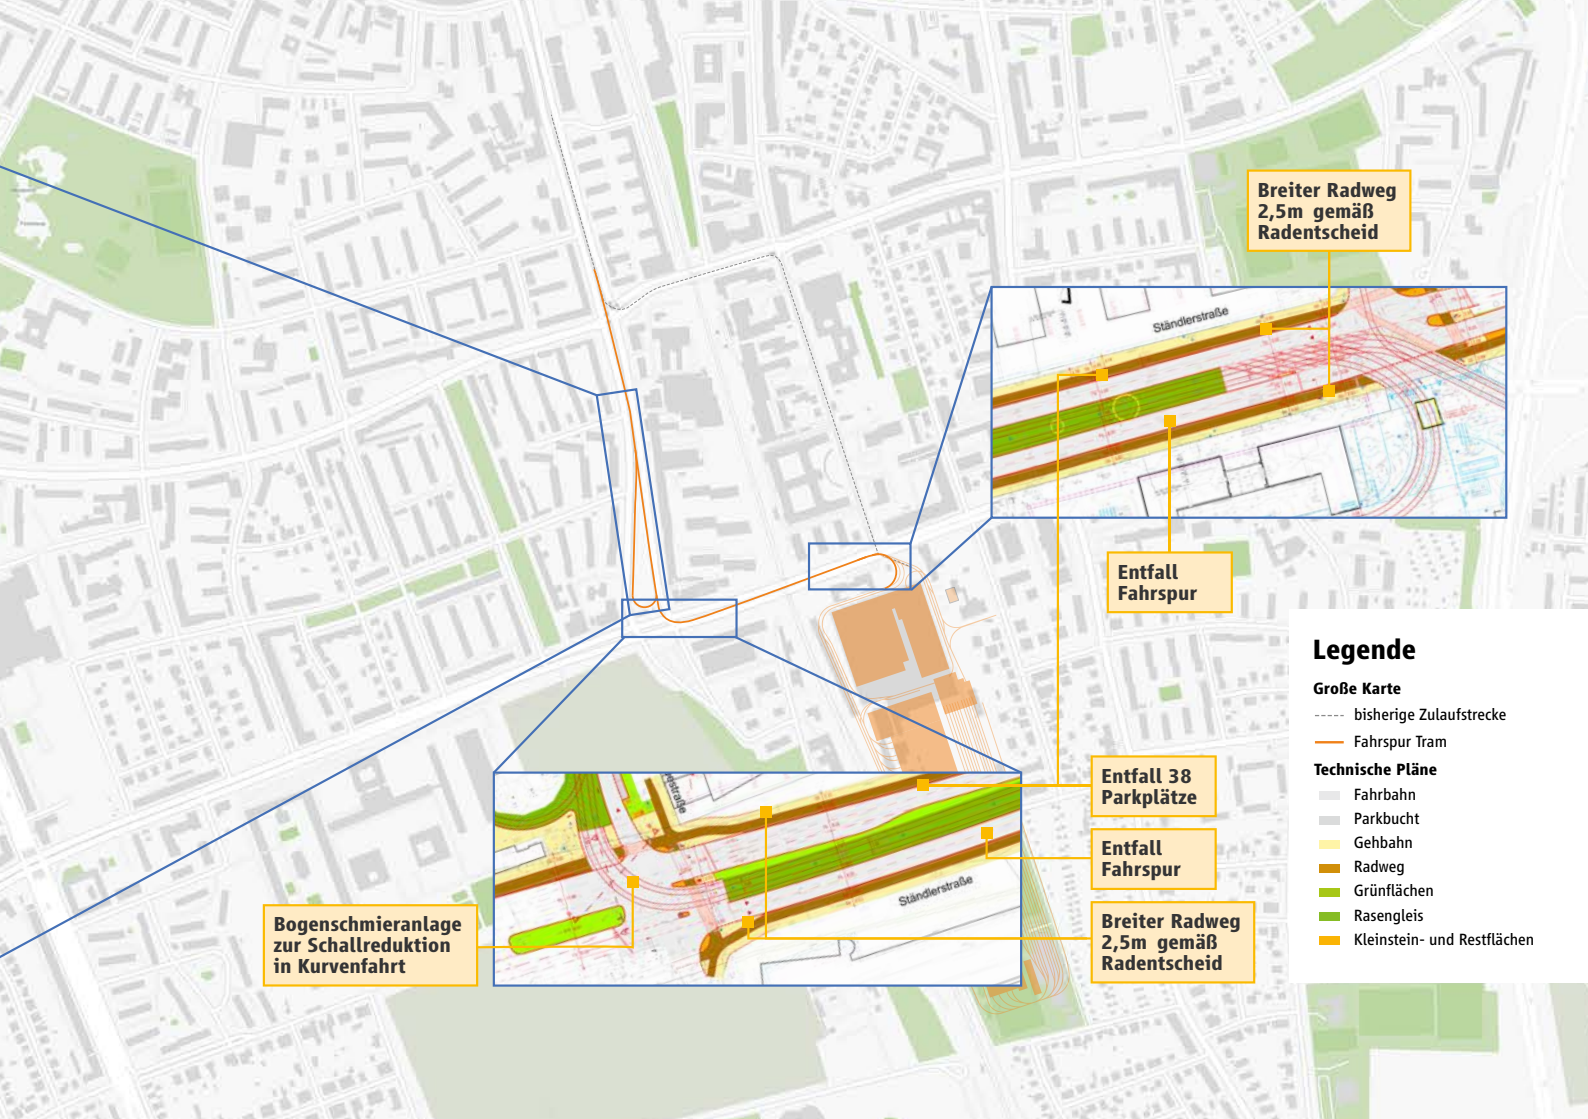 Breiter Radweg
2,5m gemäß
Radentscheid
Ständlerstraße
Entfall
Fahrspur
Legende
Große Karte
bisherige Zulaufstrecke
Fahrspur Tram
Technische Pläne
Fahrbahn
Parkbucht
Gehbahn
Radweg
Grünflächen
Rasengleis
Kleinstein- und Restflächen
Entfall 38
Parkplätze
Entfall
Fahrspur
Ständlerstraße
Breiter Radweg
2,5m gemäß
Radentscheid
Bogenschmieranlage
zur Schallreduktion
in Kurvenfahrt